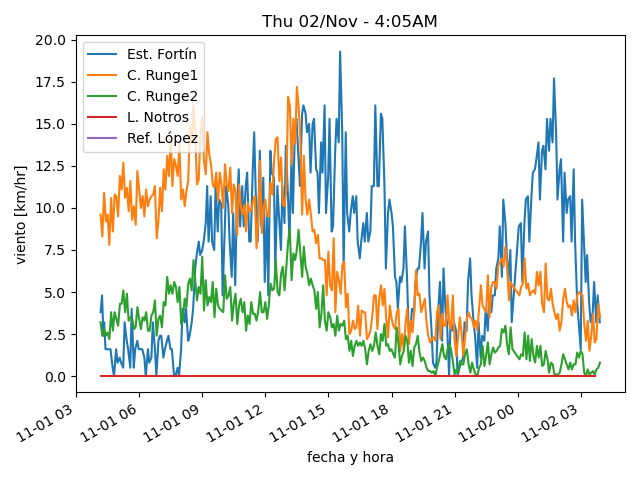 Thu 02/Nov - 4:05AM
Est. Fortín
C. Runge1
C. Runge2
L. Notros
Ref. López
viento [km/hr]
20.0
17.5
15.0
12.5
10.0
7.5
5.0
2.5
0.0
11-01 03
11-01 06
11-01 09
11-01 12
11-01 15
11-01 18
11-01 21
11-02 00
11-02 03
fecha y hora